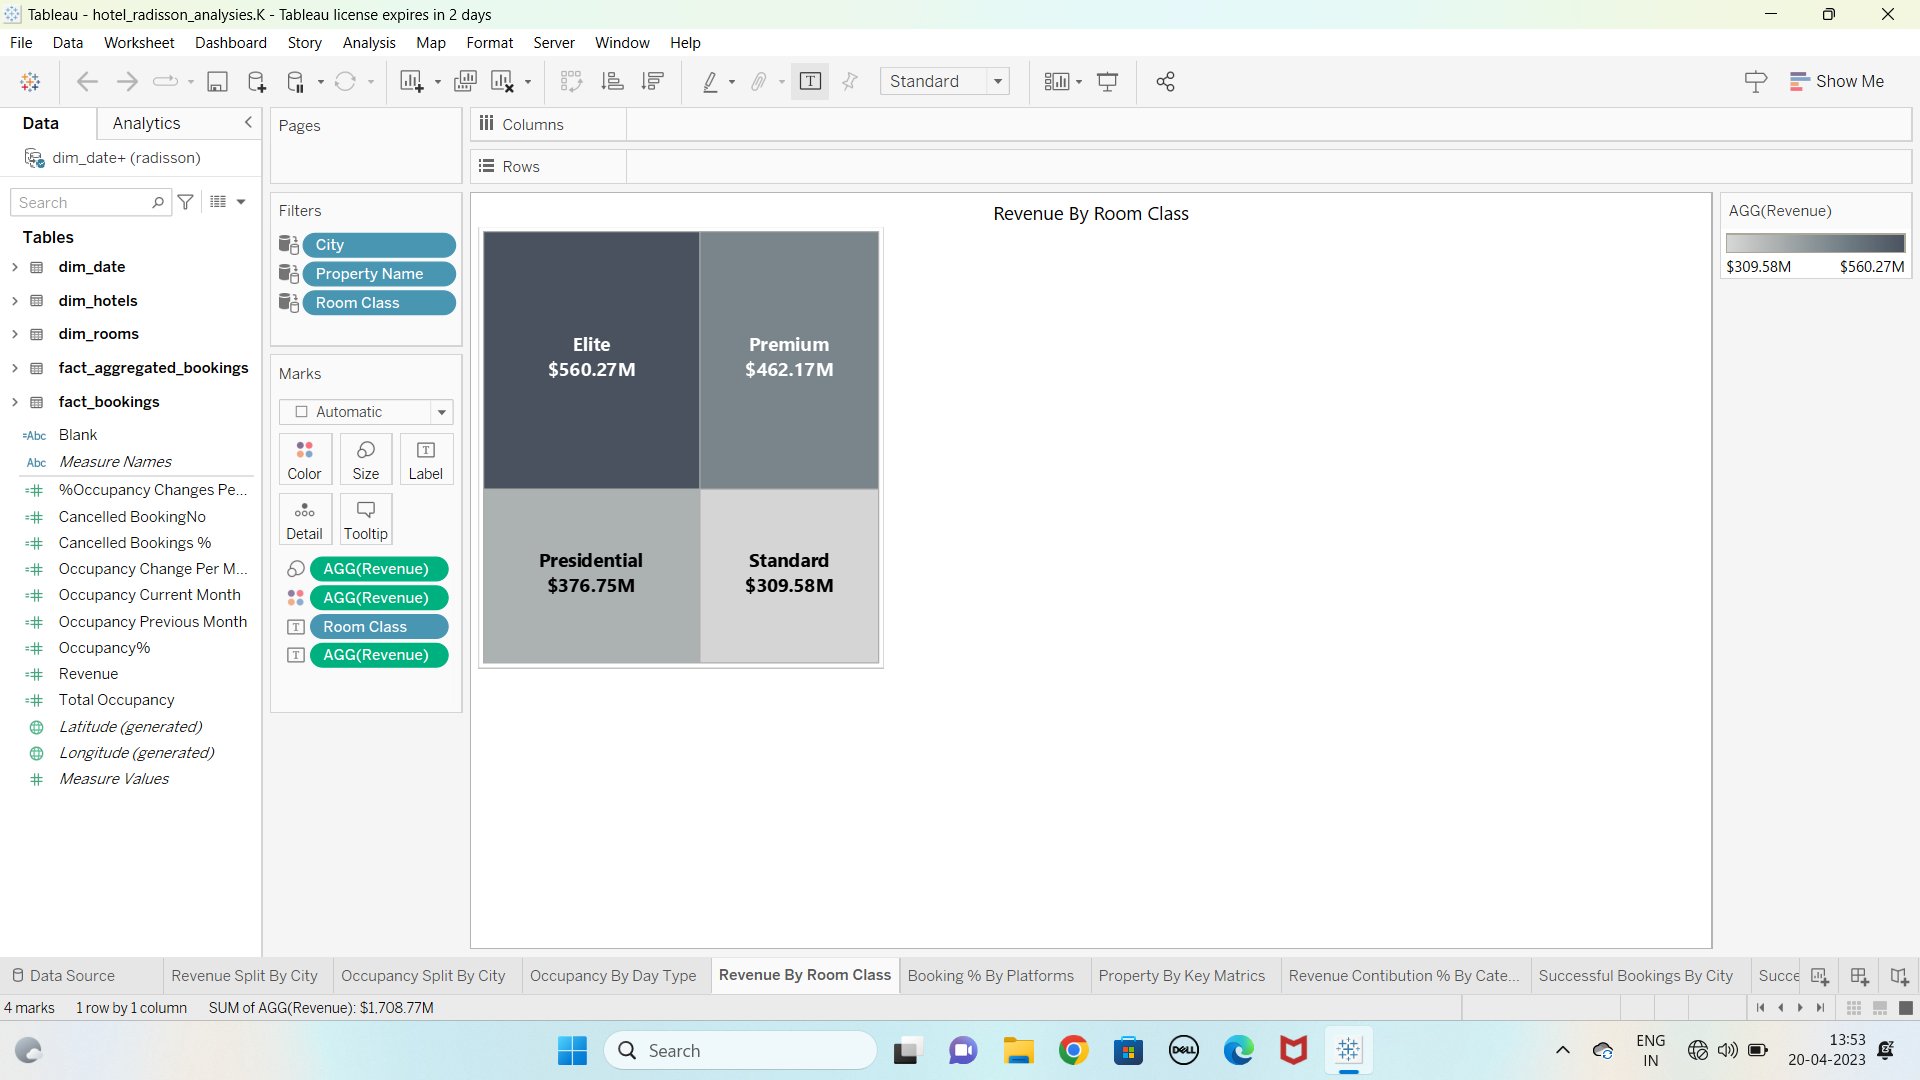 Tableau - hotel_radisson_analysies.K - Tableau license expires in 2 days
File Data Worksheet Dashboard Story Analysis Map Format Server Window Help
Standard
Show Me
Data
Analytics
dim_date+ (radisson)
Search
Tables
dim_date
dim_hotels
dim_rooms
fact_aggregated_bookings
fact_bookings
=Abc Blank
Abc Measure Names
%Occupancy Changes Pe...
Cancelled BookingNo
Cancelled Bookings %
Occupancy Change Per M...
Occupancy Current Month
Occupancy Previous Month
Occupancy%
Revenue
Total Occupancy
Latitude (generated)
Longitude (generated)
Measure Values
Pages
Filters
City
Property Name
Room Class
Marks
Automatic
Color
Size
Label
Detail
Tooltip
AGG(Revenue)
AGG(Revenue)
Room Class
AGG(Revenue)
Columns
Rows
Revenue By Room Class
Elite
$560.27M
Premium
$462.17M
Presidential
$376.75M
Standard
$309.58M
AGG(Revenue)
$309.58M $560.27M
Data Source
Revenue Split By City
Occupancy Split By City
Occupancy By Day Type
Revenue By Room Class
Booking % By Platforms
Property By Key Matrics
Revenue Contibution % By Cate...
Successful Bookings By City
Succe
4 marks 1 row by 1 column SUM of AGG(Revenue): $1,708.77M
Search
DELL
ENG
IN
13:53
20-04-2023